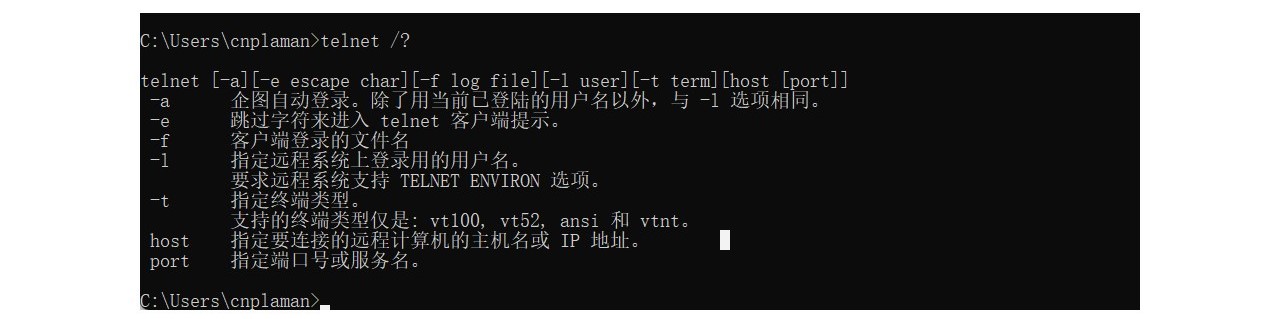 C:\Users\cnplaman>telnet /?
telnet [-a][-e escape char][-f log file][-l user][-t term][host [port]]
-a 企图自动登录。除了用当前已登陆的用户名以外，与 -l 选项相同。
-e 跳过字符来进入 telnet 客户端提示。
-f 客户端登录的文件名
-l 指定远程系统上登录用的用户名。
要求远程系统支持 TELNET ENVIRON 选项。
-t 指定终端类型。
支持的终端类型仅是: vt100, vt52, ansi 和 vtnt。
host 指定要连接的远程计算机的主机名或 IP 地址。
port 指定端口号或服务名。
C:\Users\cnplaman>